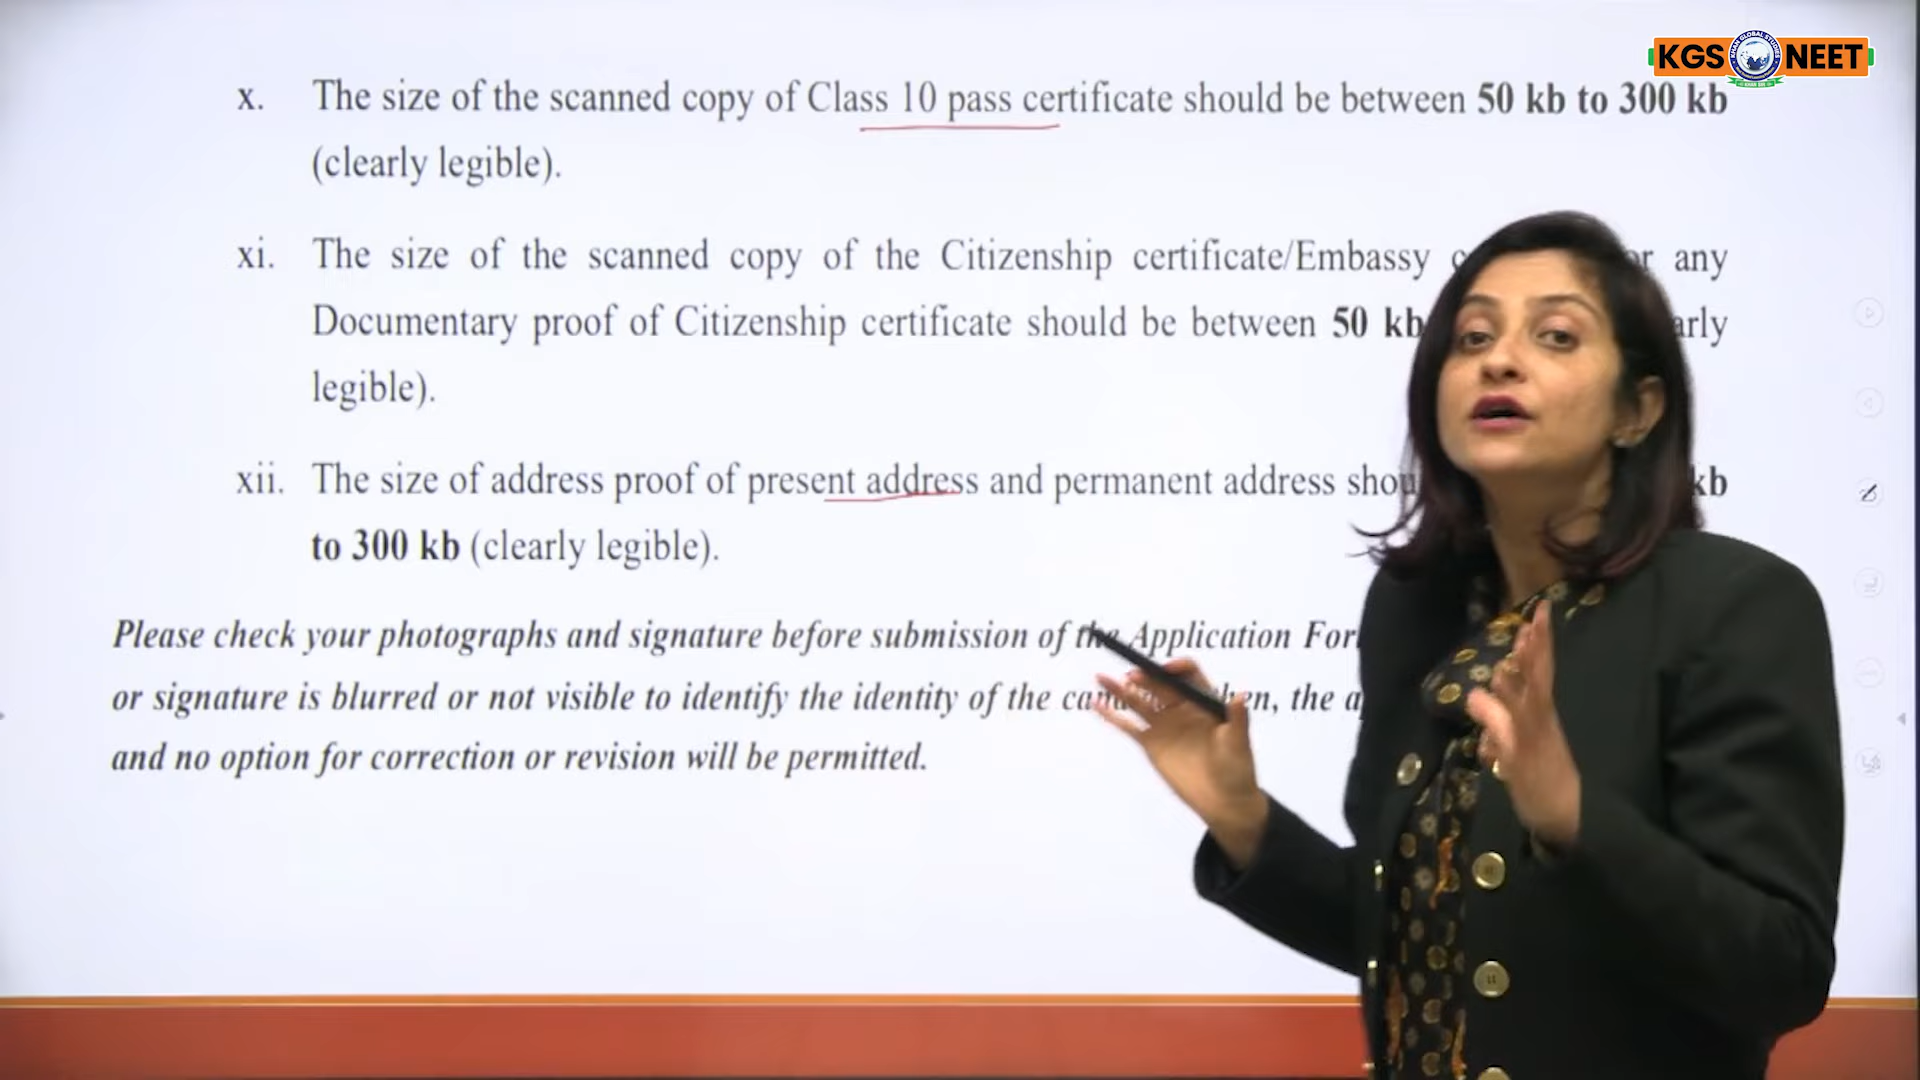 KGS NEET
x. The size of the scanned copy of Class 10 pass certificate should be between 50 kb to 300 kb
(clearly legible).
xi. The size of the scanned copy of the Citizenship certificate/Embassy any
Documentary proof of Citizenship certificate should be between 50 kb
legible).
xii. The size of address proof of present address and permanent address kb
to 300 kb (clearly legible).
Please check your photographs and signature before submission of the Application
or signature is blurred or not visible to identify the identity of the the
and no option for correction or revision will be permitted.